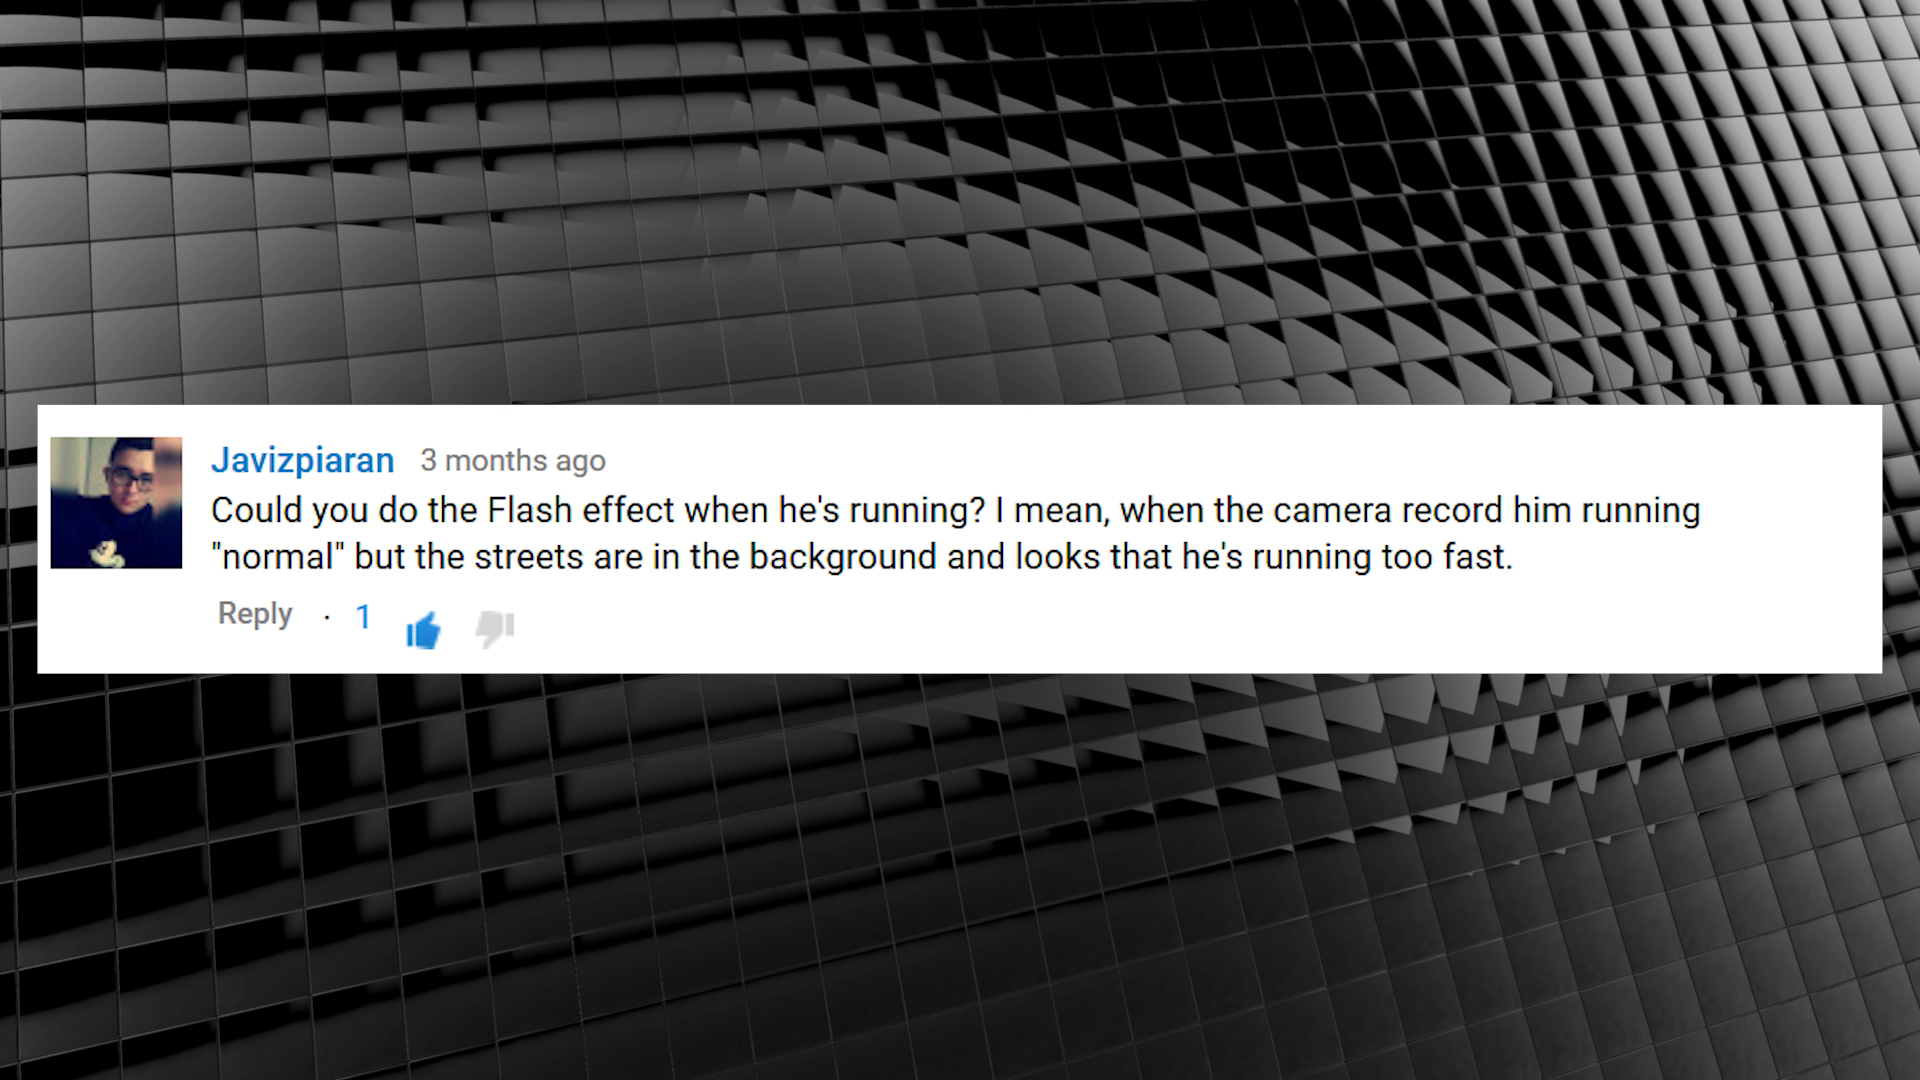 Javizpiaran 3 months ago
Could you do the Flash effect when he's running? I mean, when the camera record him running
"normal" but the streets are in the background and looks that he's running too fast.
Reply · 1